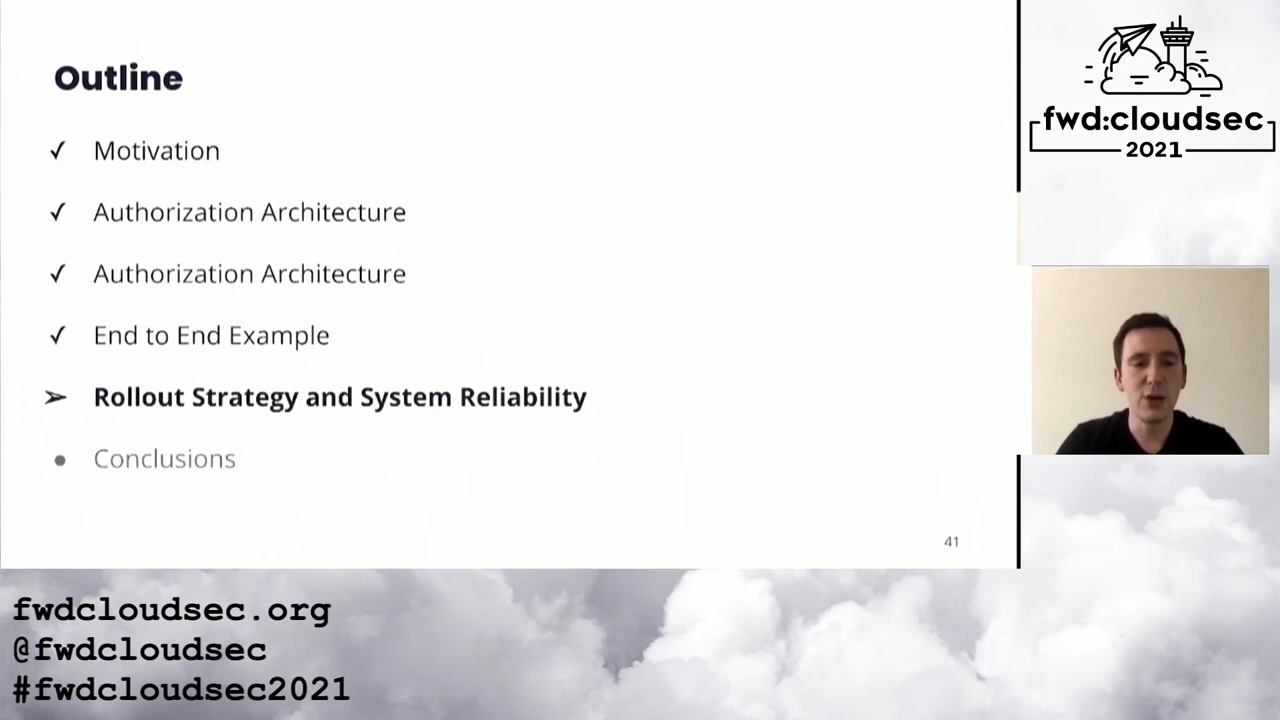 Outline
✓ Motivation
✓ Authorization Architecture
✓ Authorization Architecture
✓ End to End Example
➢ Rollout Strategy and System Reliability
● Conclusions
41
fwd:cloudsec
2021
fwdcloudsec.org
@fwdcloudsec
#fwdcloudsec2021